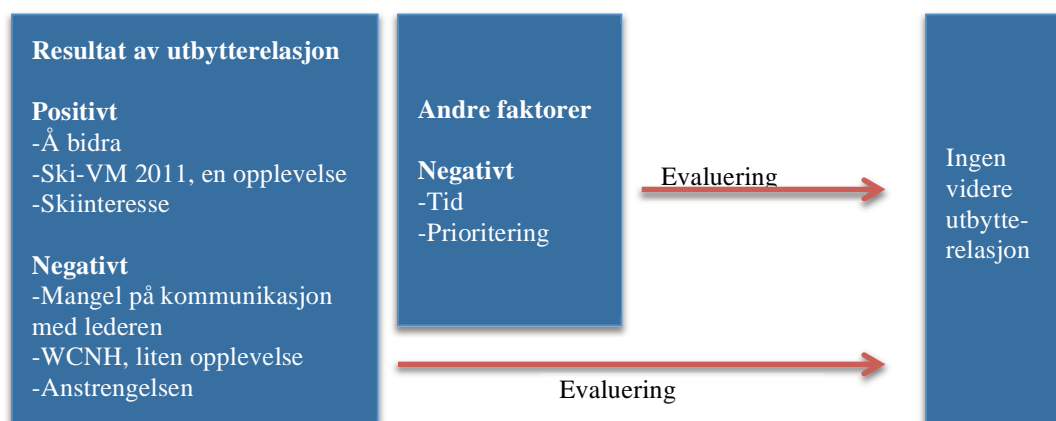 Resultat av utbytterelasjon
Positivt
-Å bidra
-Ski-VM 2011, en opplevelse
-Skiinteresse
Negativt
-Mangel på kommunikasjon
med lederen
-WCNH, liten opplevelse
-Anstrengelsen
Andre faktorer
Negativt
-Tid
-Prioritering
Evaluering
Evaluering
Ingen
videre
utbytte-
relasjon